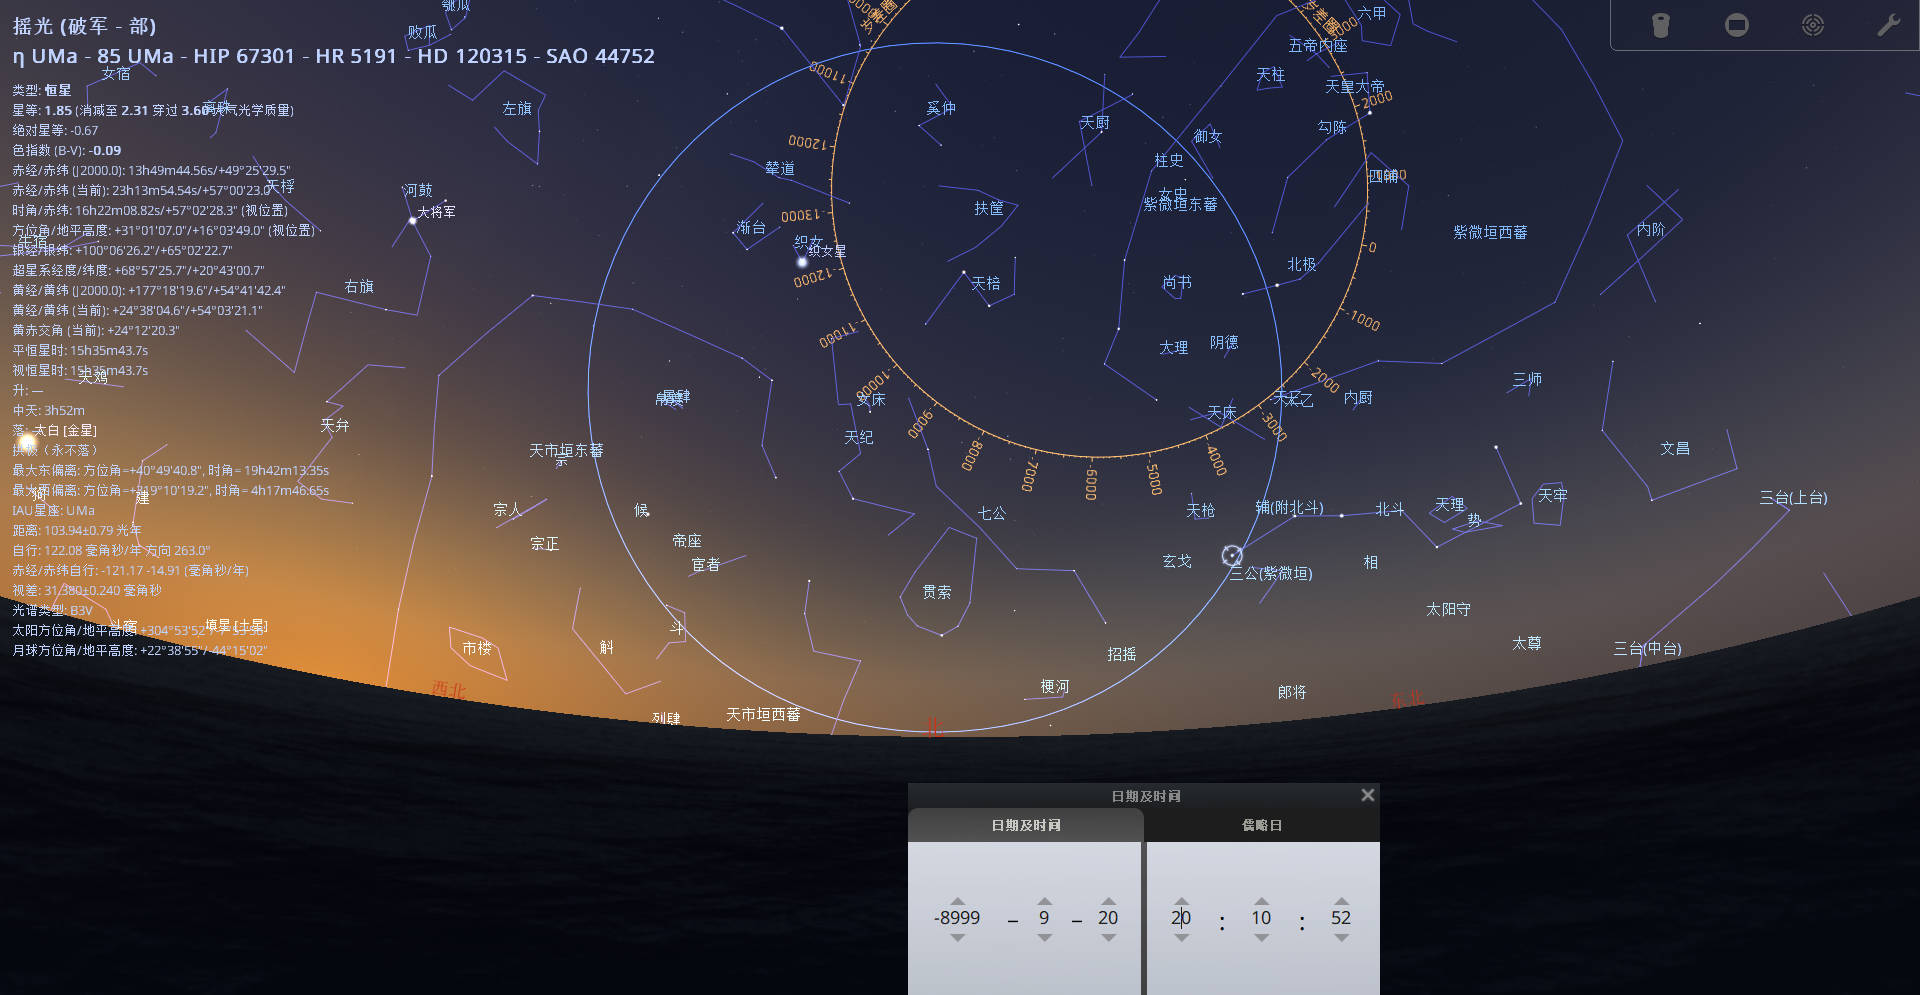 摇光 (破军 - 部)
η UMa - 85 UMa - HIP 67301 - HR 5191 - HD 120315 - SAO 44752
类型: 恒星
星等: 1.85 (消减至 2.31 穿过 3.60 大气光学质量)
绝对星等: -0.67
色指数 (B-V): -0.09
赤经/赤纬 (J2000.0): 13h49m44.56s/+49°25'29.5"
赤经/赤纬 (当前): 23h13m54.54s/+57°00'23.0"
时角/赤纬: 16h22m08.82s/+57°02'28.3" (视位置)
方位角/地平高度: +31°01'07.0"/+16°03'49.0" (视位置)
银经/银纬: +100°06'26.2"/+65°02'22.7"
超星系经度/纬度: +68°57'25.7"/+20°43'00.7"
黄经/黄纬 (J2000.0): +177°18'19.6"/+54°41'42.4"
黄经/黄纬 (当前): +24°38'04.6"/+54°03'21.1"
黄赤交角 (当前): +24°12'20.3"
平恒星时: 15h35m43.7s
视恒星时: 15h35m43.7s
升: —
中天: 3h52m
落: —
拱极（永不落）
最大东偏离: 方位角=+40°49'40.8", 时角= 19h42m13.35s
最大西偏离: 方位角=+319°10'19.2", 时角= 4h17m46.65s
IAU星座: UMa
距离: 103.94±0.79 光年
自行: 122.08 毫角秒/年 方向 263.0°
赤经/赤纬自行: -121.17 -14.91 (毫角秒/年)
视差: 31.380±0.240 毫角秒
光谱类型: B3V
太阳方位角/地平高度: +304°53'52"
月球方位角/地平高度: +22°38'55"/-44°15'02"
瓠瓜
败瓜
女宿
左旗
天桴
河鼓
大将军
右旗
天鸡
太白 [金星]
狗
建
天弁
斗宿
填星 [土星]
奚仲
天厨
御女
辇道
渐台
织女
织女星
扶筐
天棓
柱史
女史
紫微垣东蕃
尚书
大理
阴德
北极
六甲
五帝内座
天柱
天皇大帝
勾陈
四辅
紫微垣西蕃
内阶
三师
文昌
内厨
天乙
天床
女床
天纪
天市垣东蕃
宗
宗人
宗正
候
帝座
宦者
市楼
斛
斗
列肆
天市垣西蕃
七公
贯索
天枪
玄戈
辅(附北斗)
北斗
天理
势
天牢
三台(上台)
三公(紫微垣)
相
太阳守
太尊
三台(中台)
招摇
梗河
郎将
西北
北
东北
11000
12000
13000
12000
11000
10000
9000
8000
-7000
-6000
-5000
-4000
-3000
-2000
-1000
0
2000
日期及时间
日期及时间
儒略日
-8999 – 9 – 20
20 : 10 : 52